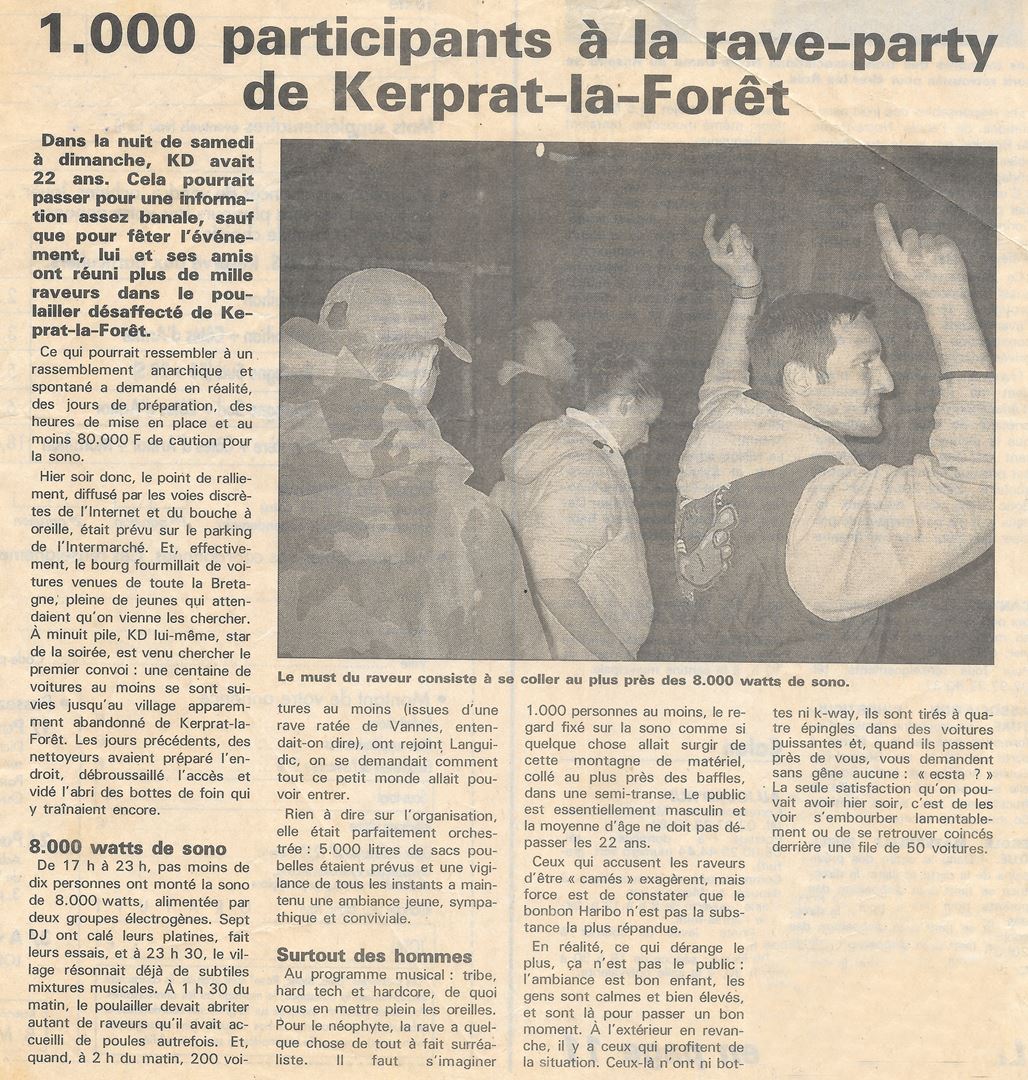 1.000 participants à la rave-party
de Kerprat-la-Forêt
Dans la nuit de samedi
à dimanche, KD avait
22 ans. Cela pourrait
passer pour une informa-
tion assez banale, sauf
que pour fêter l'événe-
ment, lui et ses amis
ont réuni plus de mille
raveurs dans le pou-
lailler désaffecté de Ke-
prat-la-Forêt.
Ce qui pourrait ressembler à un
rassemblement anarchique et
spontané a demandé en réalité,
des jours de préparation, des
heures de mise en place et au
moins 80.000 F de caution pour
la sono.
Hier soir donc, le point de rallie-
ment, diffusé par les voies discrè-
tes de l'Internet et du bouche à
oreille, était prévu sur le parking
de l'Intermarché. Et, effective-
ment, le bourg fourmillait de voi-
tures venues de toute la Breta-
gne, pleine de jeunes qui atten-
daient qu'on vienne les chercher.
À minuit pile, KD lui-même, star
de la soirée, est venu chercher le
premier convoi : une centaine de
voitures au moins se sont sui-
vies jusqu'au village apparem-
ment abandonné de Kerprat-la-
Forêt. Les jours précédents, des
nettoyeurs avaient préparé l'en-
droit, débroussaillé l'accès et
vidé l'abri des bottes de foin qui
y traînaient encore.
8.000 watts de sono
De 17 h à 23 h, pas moins de
dix personnes ont monté la sono
de 8.000 watts, alimentée par
deux groupes électrogènes. Sept
DJ ont calé leurs platines, fait
leurs essais, et à 23 h 30, le vil-
lage résonnait déjà de subtiles
mixtures musicales. À 1 h 30 du
matin, le poulailler devait abriter
autant de raveurs qu'il avait ac-
cueilli de poules autrefois. Et,
quand, à 2 h du matin, 200 voi-
Le must du raveur consiste à se coller au plus près des 8.000 watts de sono.
tures au moins (issues d'une
rave ratée de Vannes, enten-
dait-on dire), ont rejoint Langui-
dic, on se demandait comment
tout ce petit monde allait pou-
voir entrer.
Rien à dire sur l'organisation,
elle était parfaitement orches-
trée : 5.000 litres de sacs pou-
belles étaient prévus et une vigi-
lance de tous les instants a main-
tenu une ambiance jeune, sympa-
thique et conviviale.
Surtout des hommes
Au programme musical : tribe,
hard tech et hardcore, de quoi
vous en mettre plein les oreilles.
Pour le néophyte, la rave a quel-
que chose de tout à fait surréa-
liste. Il faut s'imaginer
1.000 personnes au moins, le re-
gard fixé sur la sono comme si
quelque chose allait surgir de
cette montagne de matériel,
collé au plus près des baffles,
dans une semi-transe. Le public
est essentiellement masculin et
la moyenne d'âge ne doit pas dé-
passer les 22 ans.
Ceux qui accusent les raveurs
d'être « camés » exagèrent, mais
force est de constater que le
bonbon Haribo n'est pas la subs-
tance la plus répandue.
En réalité, ce qui dérange le
plus, ça n'est pas le public :
l'ambiance est bon enfant, les
gens sont calmes et bien élevés,
et sont là pour passer un bon
moment. À l'extérieur en revan-
che, il y a ceux qui profitent de
la situation. Ceux-là n'ont ni bot-
tes ni k-way, ils sont tirés à qua-
tre épingles dans des voitures
puissantes et, quand ils passent
près de vous, vous demandent
sans gêne aucune : « ecsta ? »
La seule satisfaction qu'on pou-
vait avoir hier soir, c'est de les
voir s'embourber lamentable-
ment ou de se retrouver coincés
derrière une file de 50 voitures.